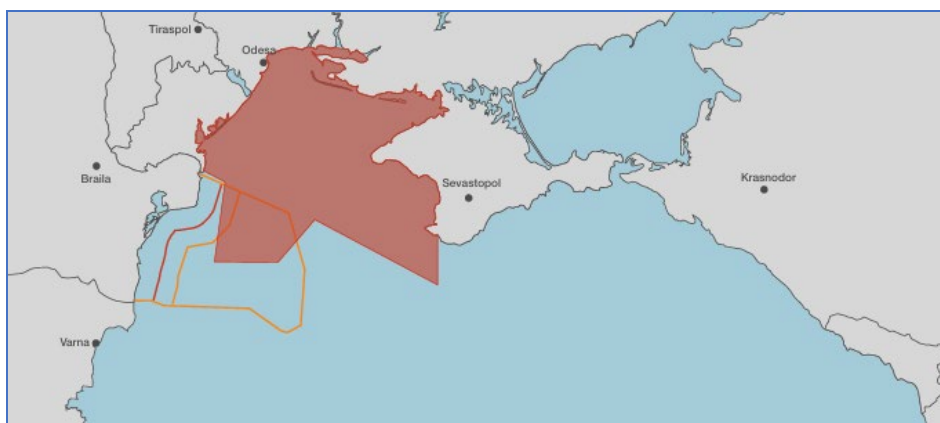 Tiraspol
Odesa
Braila
Sevastopol
Krasnodor
Varna